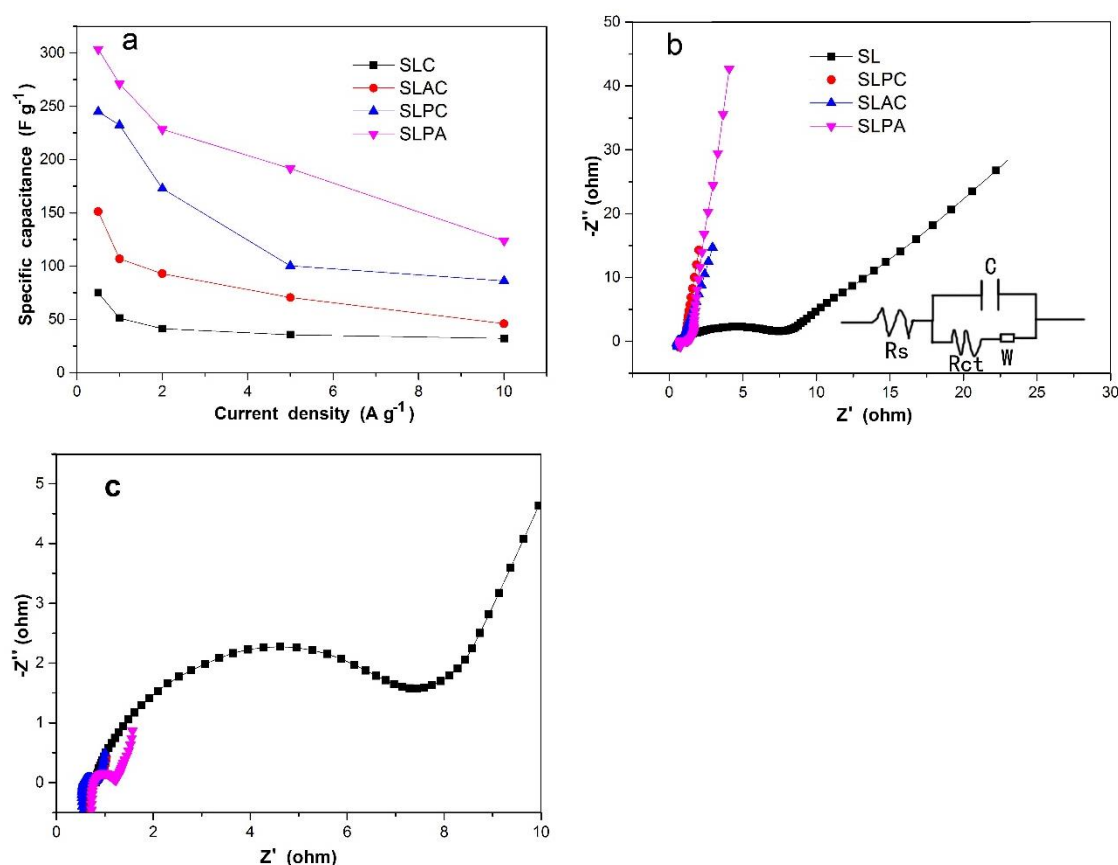 a
SLC
SLAC
SLPC
SLPA
Specific capacitance (F g⁻¹)
300
250
200
150
100
50
0
0
2
4
6
8
10
Current density (A g⁻¹)
b
SL
SLPC
SLAC
SLPA
-Z'' (ohm)
50
40
30
20
10
0
C
Rs
Rct
W
0
5
10
15
20
25
30
Z' (ohm)
c
-Z'' (ohm)
5
4
3
2
1
0
0
2
4
6
8
10
Z' (ohm)